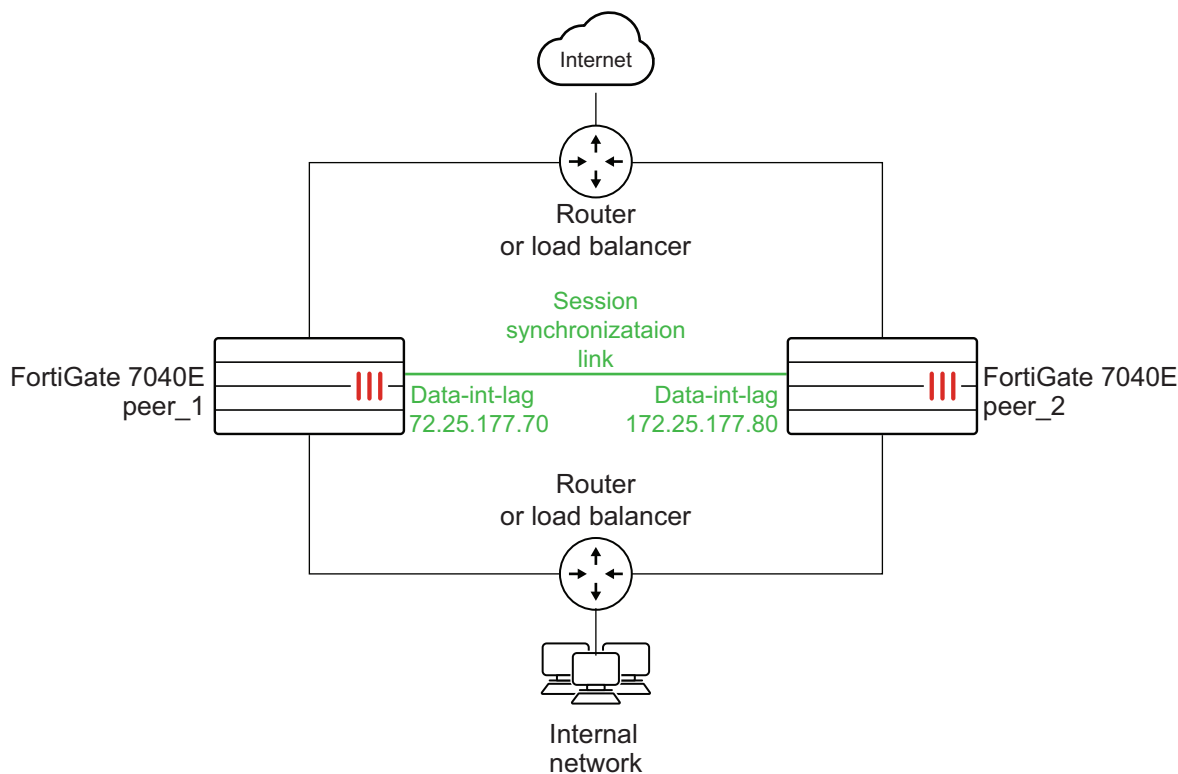 Internet
Router
or load balancer
Session
synchronizataion
link
FortiGate 7040E
peer_1
Data-int-lag
72.25.177.70
Data-int-lag
172.25.177.80
FortiGate 7040E
peer_2
Router
or load balancer
Internal
network